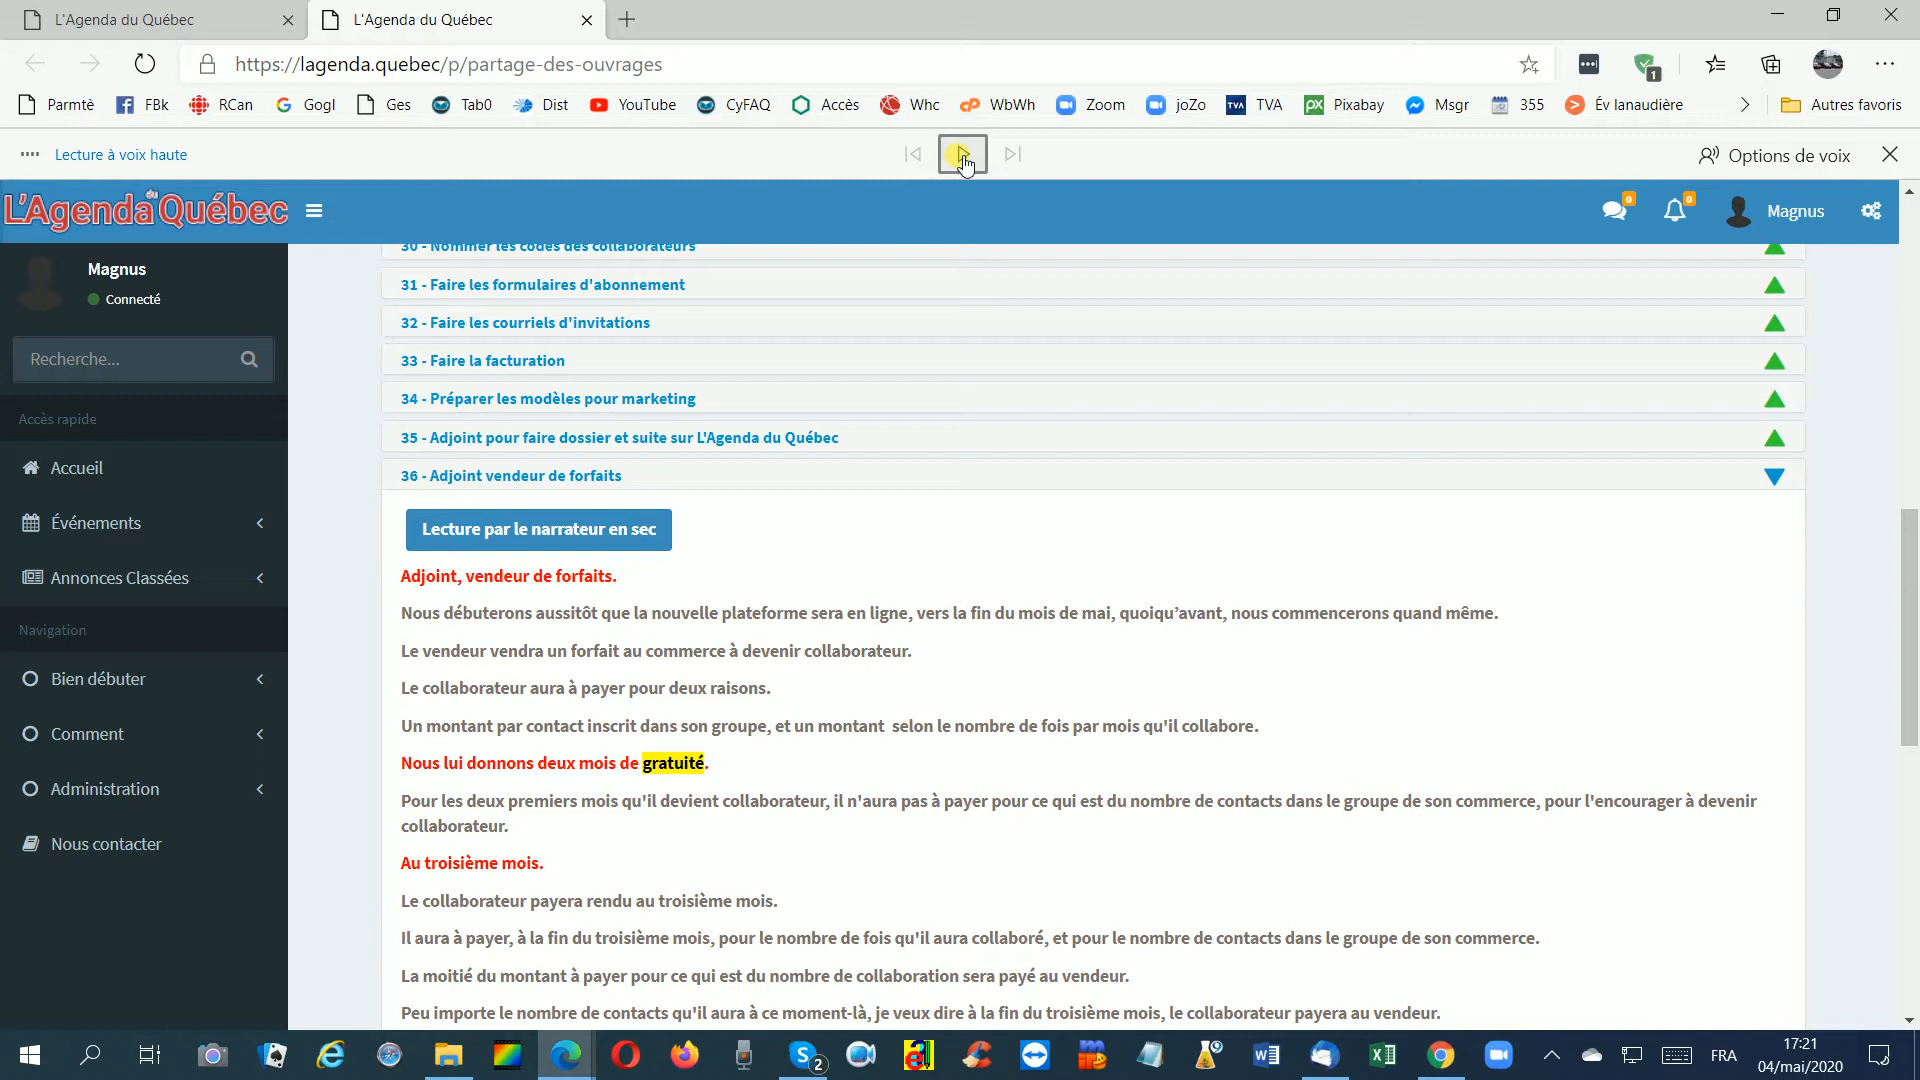 L'Agenda du Québec
L'Agenda du Québec
https://lagenda.quebec/p/partage-des-ouvrages
1
Parmtè
FBk
RCan
Gogl
Ges
Tab0
Dist
YouTube
CyFAQ
Accès
Whc
WbWh
Zoom
joZo
TVA
Pixabay
Msgr
355
Év lanaudière
Autres favoris
Lecture à voix haute
Options de voix
L'Agenda du Québec
0
0
Magnus
Magnus
Connecté
Recherche...
Accès rapide
Accueil
Événements
Annonces Classées
Navigation
Bien débuter
Comment
Administration
Nous contacter
30 - Nommer les codes des collaborateurs
31 - Faire les formulaires d'abonnement
32 - Faire les courriels d'invitations
33 - Faire la facturation
34 - Préparer les modèles pour marketing
35 - Adjoint pour faire dossier et suite sur L'Agenda du Québec
36 - Adjoint vendeur de forfaits
Lecture par le narrateur en sec
Adjoint, vendeur de forfaits.
Nous débuterons aussitôt que la nouvelle plateforme sera en ligne, vers la fin du mois de mai, quoiqu’avant, nous commencerons quand même.
Le vendeur vendra un forfait au commerce à devenir collaborateur.
Le collaborateur aura à payer pour deux raisons.
Un montant par contact inscrit dans son groupe, et un montant  selon le nombre de fois par mois qu'il collabore.
Nous lui donnons deux mois de gratuité.
Pour les deux premiers mois qu'il devient collaborateur, il n'aura pas à payer pour ce qui est du nombre de contacts dans le groupe de son commerce, pour l'encourager à devenir
collaborateur.
Au troisième mois.
Le collaborateur payera rendu au troisième mois.
Il aura à payer, à la fin du troisième mois, pour le nombre de fois qu'il aura collaboré, et pour le nombre de contacts dans le groupe de son commerce.
La moitié du montant à payer pour ce qui est du nombre de collaboration sera payé au vendeur.
Peu importe le nombre de contacts qu'il aura à ce moment-là, je veux dire à la fin du troisième mois, le collaborateur payera au vendeur.
2
FRA
17:21
04/mai/2020